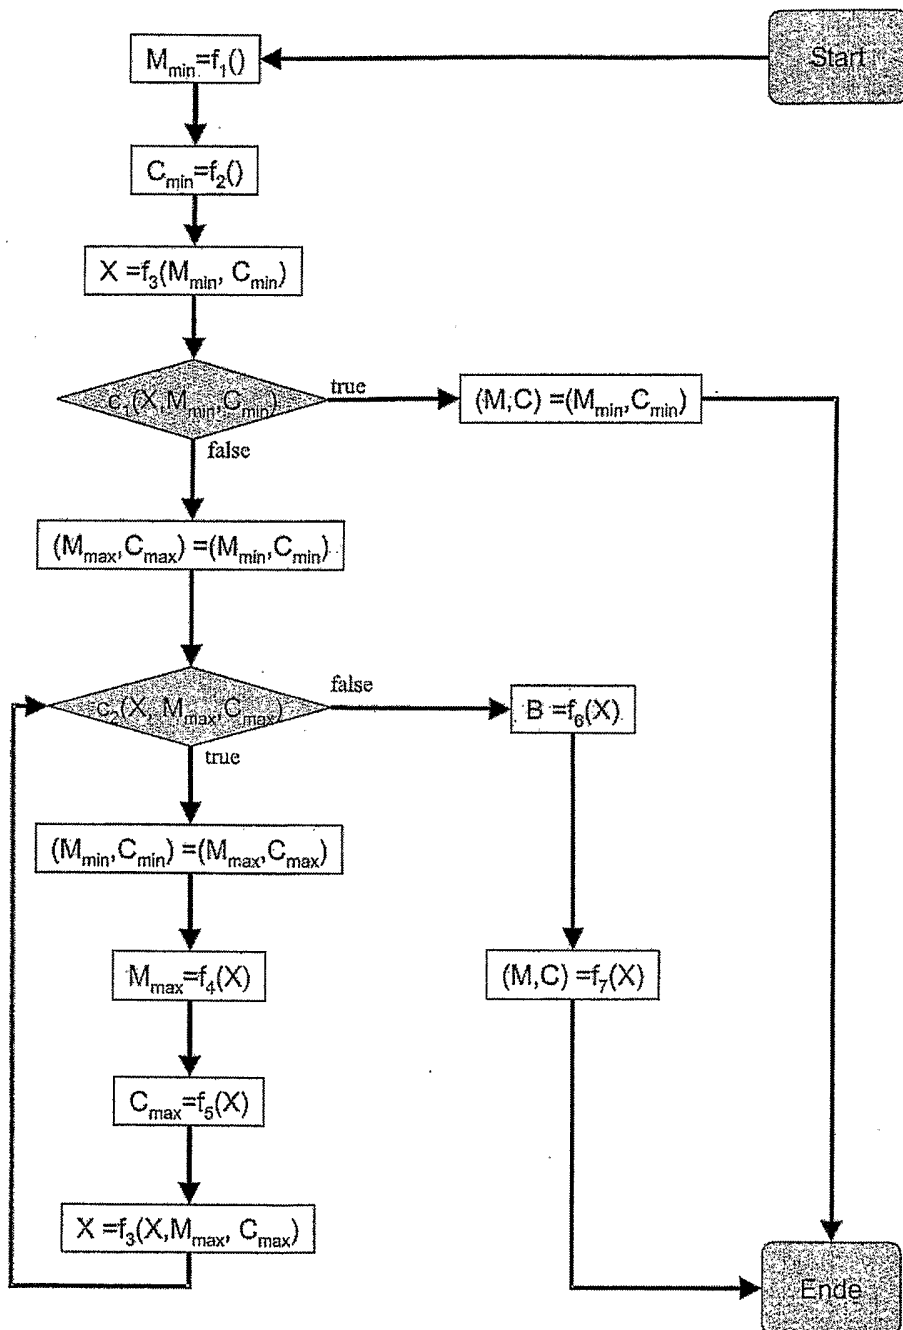 Start
M_min=f_1()
C_min=f_2()
X =f_3(M_min, C_min)
c_1(X,M_min,C_min)
true
(M,C) =(M_min,C_min)
false
(M_max,C_max) =(M_min,C_min)
c_2(X, M_max,C_max)
false
B =f_6(X)
true
(M_min,C_min) =(M_max,C_max)
M_max=f_4(X)
(M,C) =f_7(X)
C_max=f_5(X)
X =f_3(X,M_max, C_max)
Ende